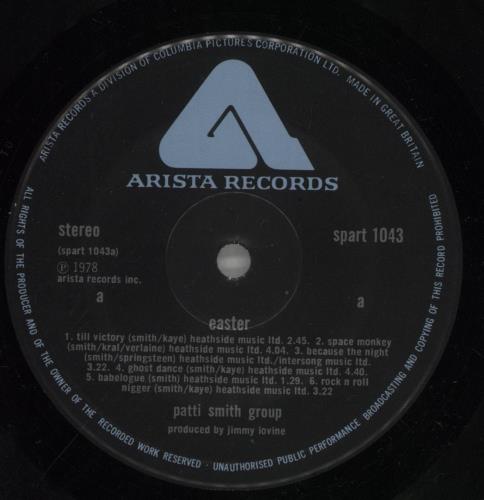 ARISTA RECORDS A DIVISION OF COLUMBIA PICTURES CORPORATION LTD. MADE IN GREAT BRITAIN
ARISTA RECORDS
stereo
spart 1043
(spart 1043a)
℗ 1978
arista records inc.
a
a
easter
1. till victory (smith/kaye) heathside music ltd. 2.45. 2. space monkey
(smith/kral/verlaine) heathside music ltd. 4.04. 3. because the night
(smith/springsteen) heathside music ltd./intersong music ltd.
3.22. 4. ghost dance (smith/kaye) heathside music ltd. 4.40.
5. babelogue (smith) heathside music ltd. 1.29. 6. rock n roll
nigger (smith/kaye) heathside music ltd. 3.22
patti smith group
produced by jimmy iovine
ALL RIGHTS OF THE PRODUCER AND OF THE OWNER OF THE RECORDED WORK RESERVED · UNAUTHORISED PUBLIC PERFORMANCE BROADCASTING AND COPYING OF THIS RECORD PROHIBITED